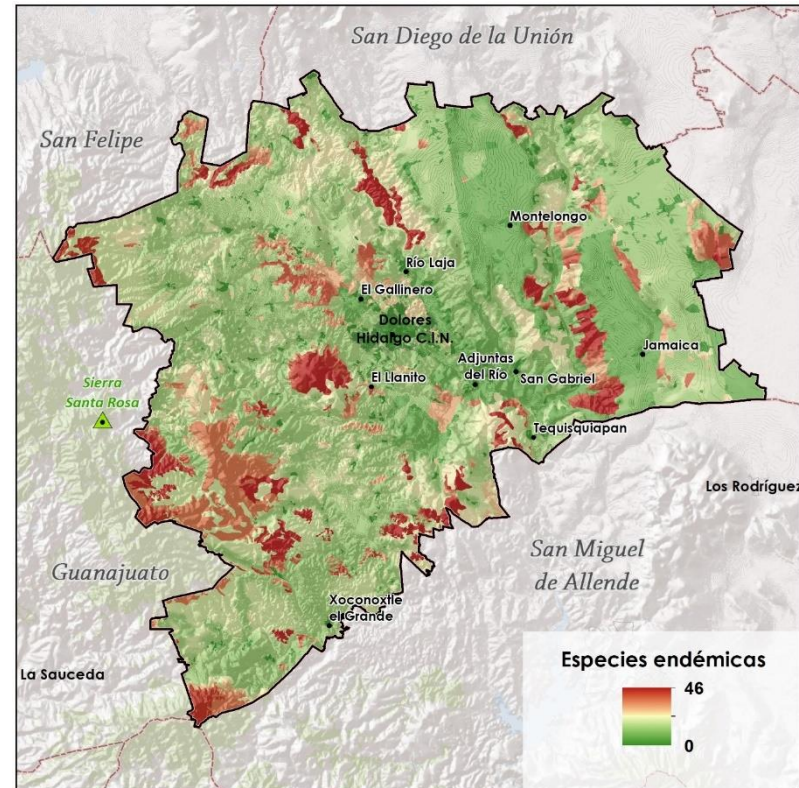 San Diego de la Unión
San Felipe
Montelongo
Río Laja
El Gallinero
Dolores
Hidalgo C.I.N.
Jamaica
Adjuntas
del Río
San Gabriel
El Llanito
Sierra
Santa Rosa
Tequisquiapan
Los Rodríguez
San Miguel
de Allende
Guanajuato
Xoconoxtle
el Grande
La Sauceda
Especies endémicas
46
0